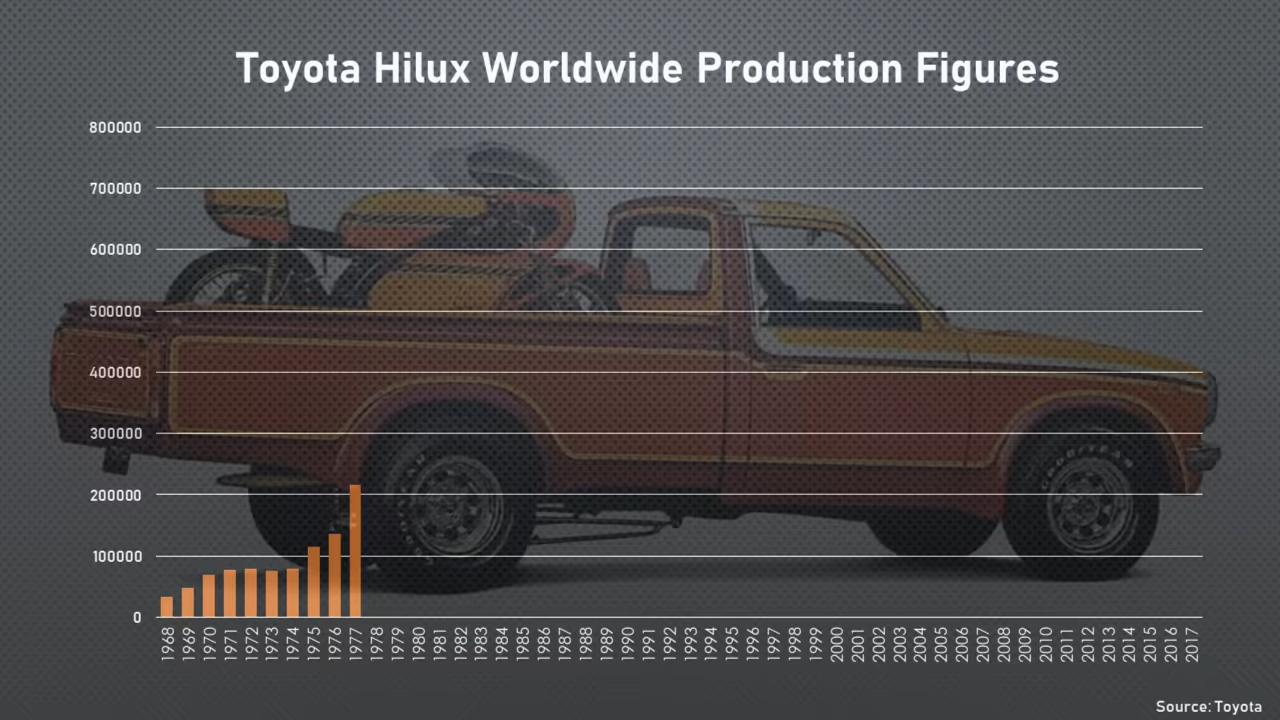 Toyota Hilux Worldwide Production Figures
800000
700000
600000
500000
400000
300000
200000
100000
0
1968 1969 1970 1971 1972 1973 1974 1975 1976 1977 1978 1979 1980 1981 1982 1983 1984 1985 1986 1987 1988 1989 1990 1991 1992 1993 1994 1995 1996 1997 1998 1999 2000 2001 2002 2003 2004 2005 2006 2007 2008 2009 2010 2011 2012 2013 2014 2015 2016 2017
GOODYEAR
Source: Toyota